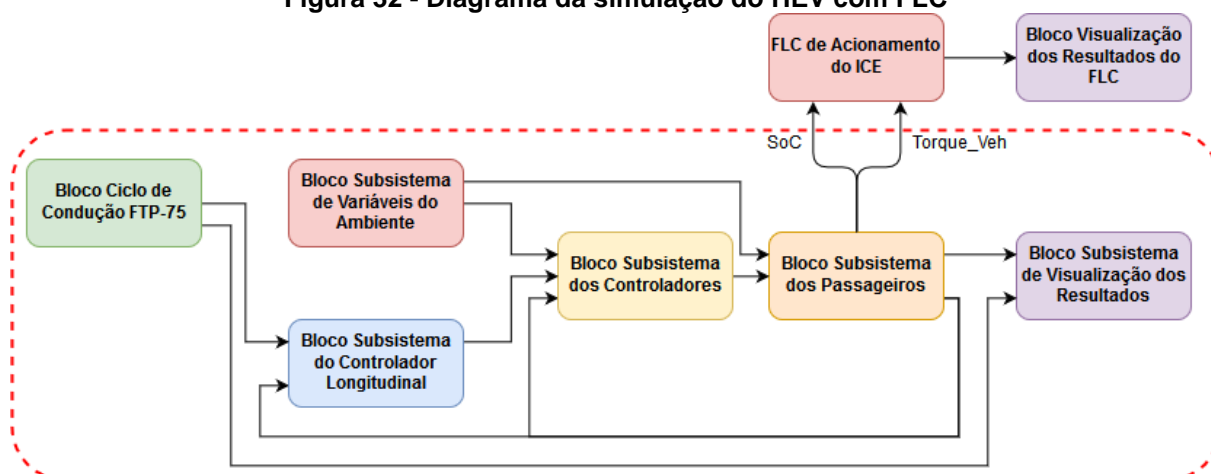 Figura 32 - Diagrama da simulação do HEV com FLC
FLC de Acionamento
do ICE
Bloco Visualização
dos Resultados do
FLC
SoC
Torque_Veh
Bloco Ciclo de
Condução FTP-75
Bloco Subsistema
de Variáveis do
Ambiente
Bloco Subsistema
dos Controladores
Bloco Subsistema
dos Passageiros
Bloco Subsistema
de Visualização dos
Resultados
Bloco Subsistema
do Controlador
Longitudinal